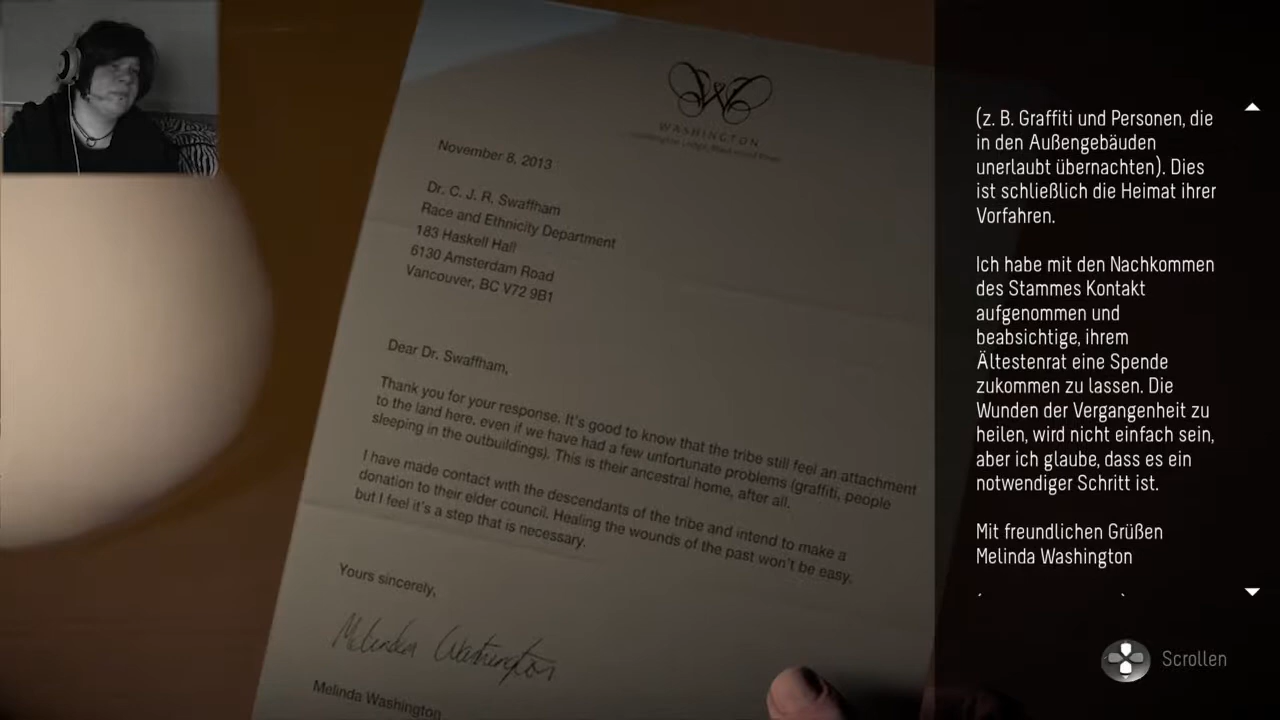 WASHINGTON
November 8, 2013
Dr. C. J. R. Swaffham
Race and Ethnicity Department
183 Haskell Hall
6130 Amsterdam Road
Vancouver, BC V72 9B1
Dear Dr. Swaffham,
Thank you for your response. It's good to know that the tribe still feel an attachment
to the land here, even if we have had a few unfortunate problems (graffiti, people
sleeping in the outbuildings). This is their ancestral home, after all.
I have made contact with the descendants of the tribe and intend to make a
donation to their elder council. Healing the wounds of the past won't be easy,
but I feel it's a step that is necessary.
Yours sincerely,
Melinda Washington
Melinda Washington
(z. B. Graffiti und Personen, die
in den Außengebäuden
unerlaubt übernachten). Dies
ist schließlich die Heimat ihrer
Vorfahren.
Ich habe mit den Nachkommen
des Stammes Kontakt
aufgenommen und
beabsichtige, ihrem
Ältestenrat eine Spende
zukommen zu lassen. Die
Wunden der Vergangenheit zu
heilen, wird nicht einfach sein,
aber ich glaube, dass es ein
notwendiger Schritt ist.
Mit freundlichen Grüßen
Melinda Washington
Scrollen